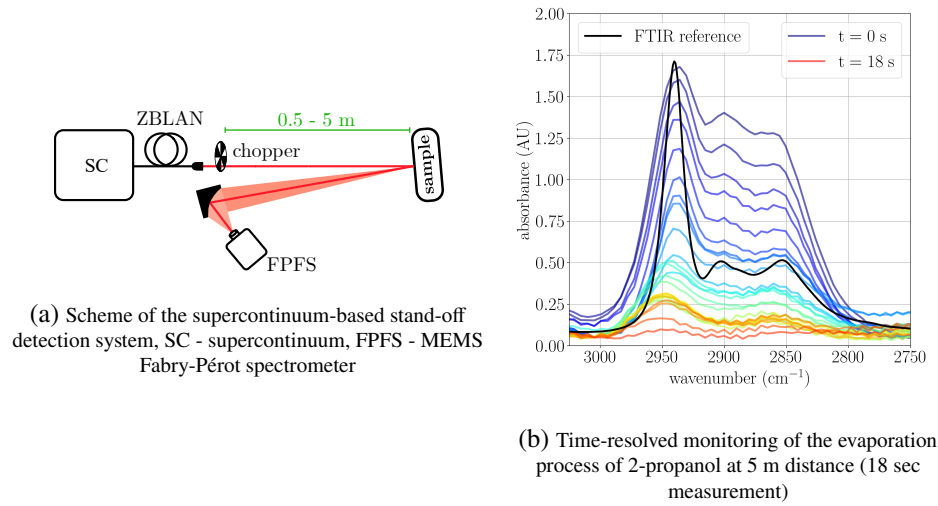 ZBLAN
0.5 - 5 m
SC
chopper
sample
FPFS
(a) Scheme of the supercontinuum-based stand-off
detection system, SC - supercontinuum, FPFS - MEMS
Fabry-Pérot spectrometer
2.00
1.75
1.50
1.25
1.00
0.75
0.50
0.25
0.00
absorbance (AU)
FTIR reference
t = 0 s
t = 18 s
3000 2950 2900 2850 2800 2750
wavenumber (cm⁻¹)
(b) Time-resolved monitoring of the evaporation
process of 2-propanol at 5 m distance (18 sec
measurement)